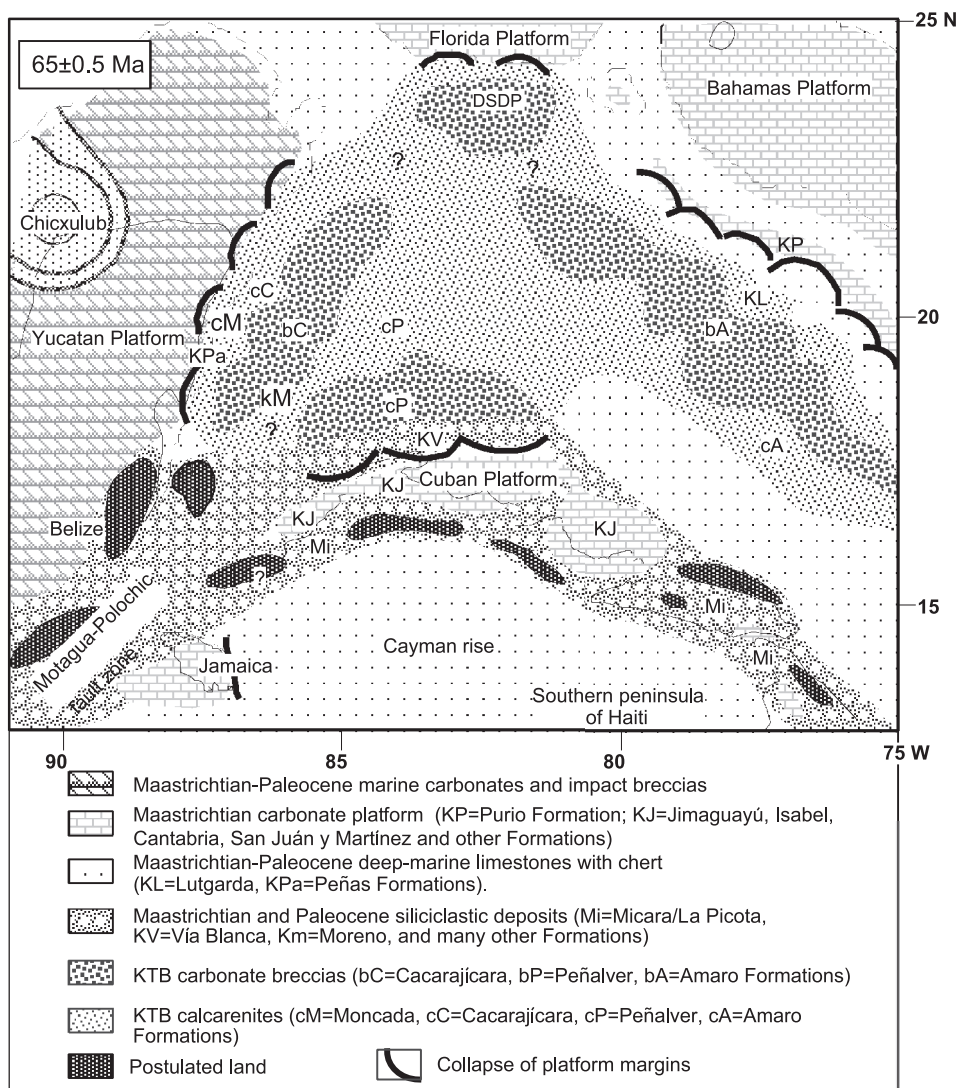 25 N
Florida Platform
65±0.5 Ma
Bahamas Platform
DSDP
?
?
Chicxulub
KP
cC
KL
cM
bC
cP
bA
20
Yucatan Platform
KPa
kM
cP
?
KV
cA
Cuban Platform
KJ
Belize
KJ
KJ
Mi
?
15
Mi
Motagua-Polochic
fault zone
Cayman rise
Jamaica
Mi
Southern peninsula
of Haiti
90
85
80
75
W
Maastrichtian-Paleocene marine carbonates and impact breccias
Maastrichtian carbonate platform (KP=Purio Formation; KJ=Jimaguayú, Isabel,
Cantabria, San Juán y Martínez and other Formations)
Maastrichtian-Paleocene deep-marine limestones with chert
(KL=Lutgarda, KPa=Peñas Formations).
Maastrichtian and Paleocene siliciclastic deposits (Mi=Micara/La Picota,
KV=Vía Blanca, Km=Moreno, and many other Formations)
KTB carbonate breccias (bC=Cacarajícara, bP=Peñalver, bA=Amaro Formations)
KTB calcarenites (cM=Moncada, cC=Cacarajícara, cP=Peñalver, cA=Amaro
Formations)
Postulated land
Collapse of platform margins